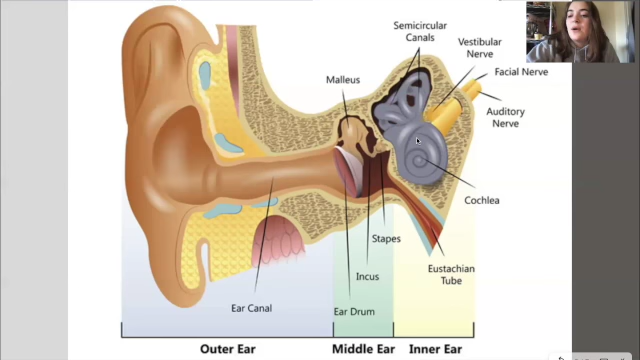 Semicircular
Canals
Vestibular
Nerve
Facial Nerve
Malleus
Auditory
Nerve
Cochlea
Stapes
Eustachian
Tube
Incus
Ear Canal
Ear Drum
Outer Ear
Middle Ear
Inner Ear